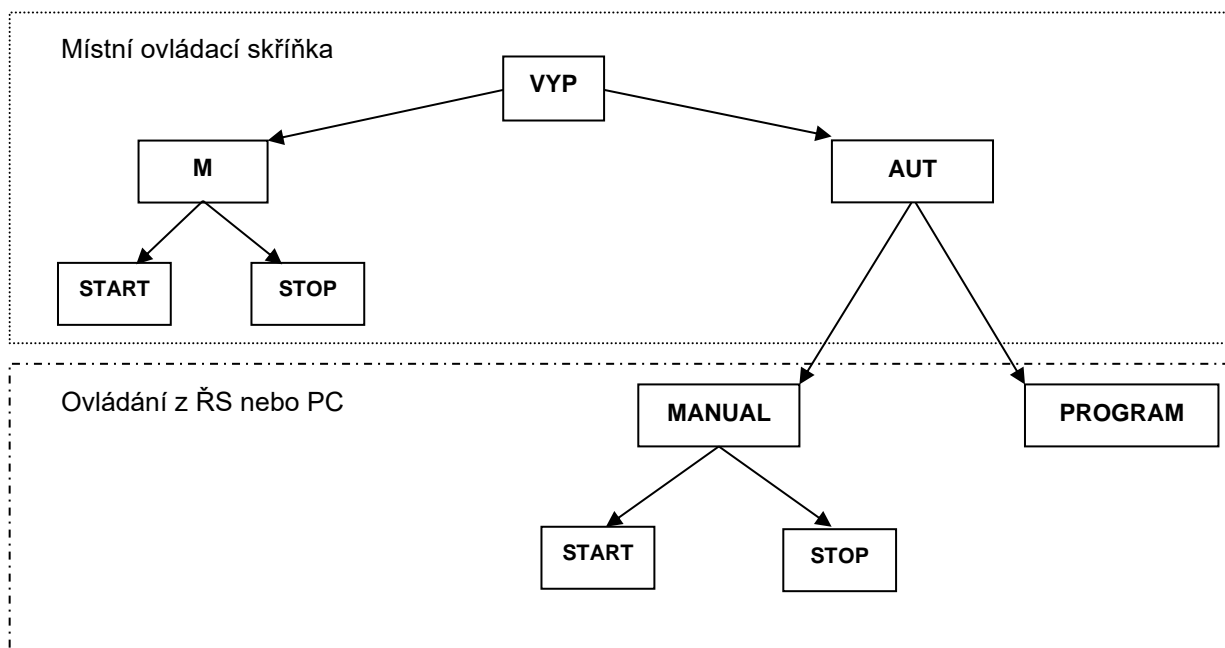 Místní ovládací skříňka
VYP
M
AUT
START
STOP
Ovládání z ŘS nebo PC
MANUAL
PROGRAM
START
STOP